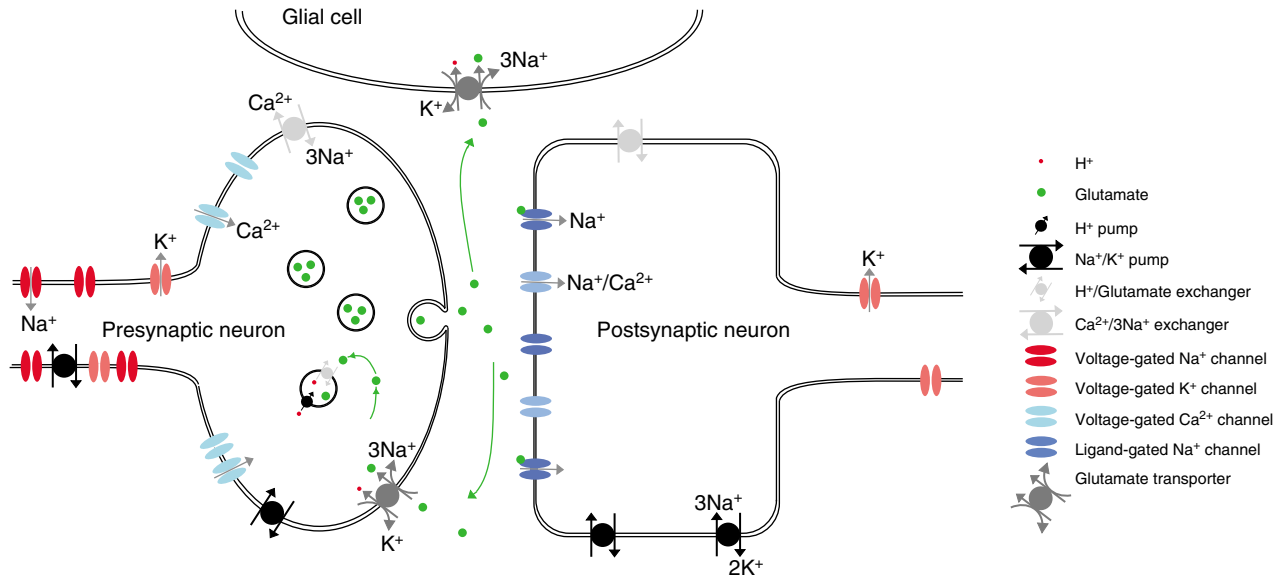 Glial cell
3Na⁺
K⁺
Ca²⁺
3Na⁺
Ca²⁺
K⁺
Na⁺
Presynaptic neuron
3Na⁺
K⁺
Na⁺
Na⁺/Ca²⁺
Postsynaptic neuron
K⁺
3Na⁺
2K⁺
H⁺
Glutamate
H⁺ pump
Na⁺/K⁺ pump
H⁺/Glutamate exchanger
Ca²⁺/3Na⁺ exchanger
Voltage-gated Na⁺ channel
Voltage-gated K⁺ channel
Voltage-gated Ca²⁺ channel
Ligand-gated Na⁺ channel
Glutamate transporter